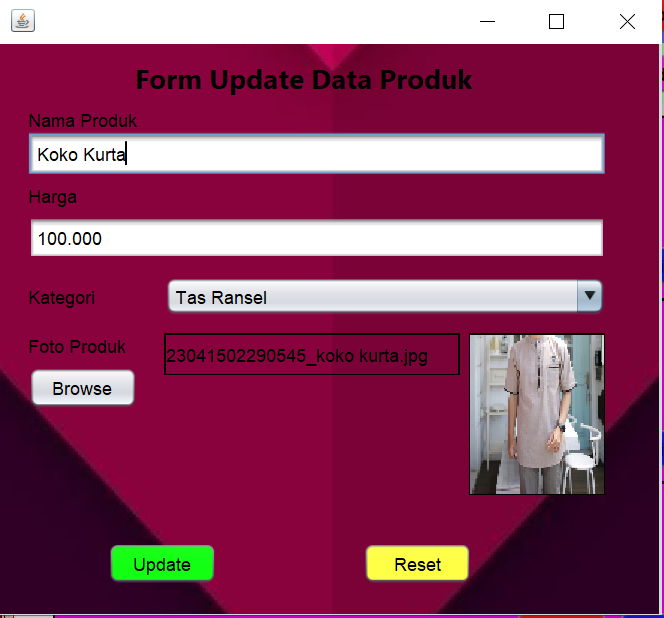 Form Update Data Produk
Nama Produk
Koko Kurta
Harga
100.000
Kategori
Tas Ransel
Foto Produk
23041502290545_koko kurta.jpg
Browse
Update
Reset